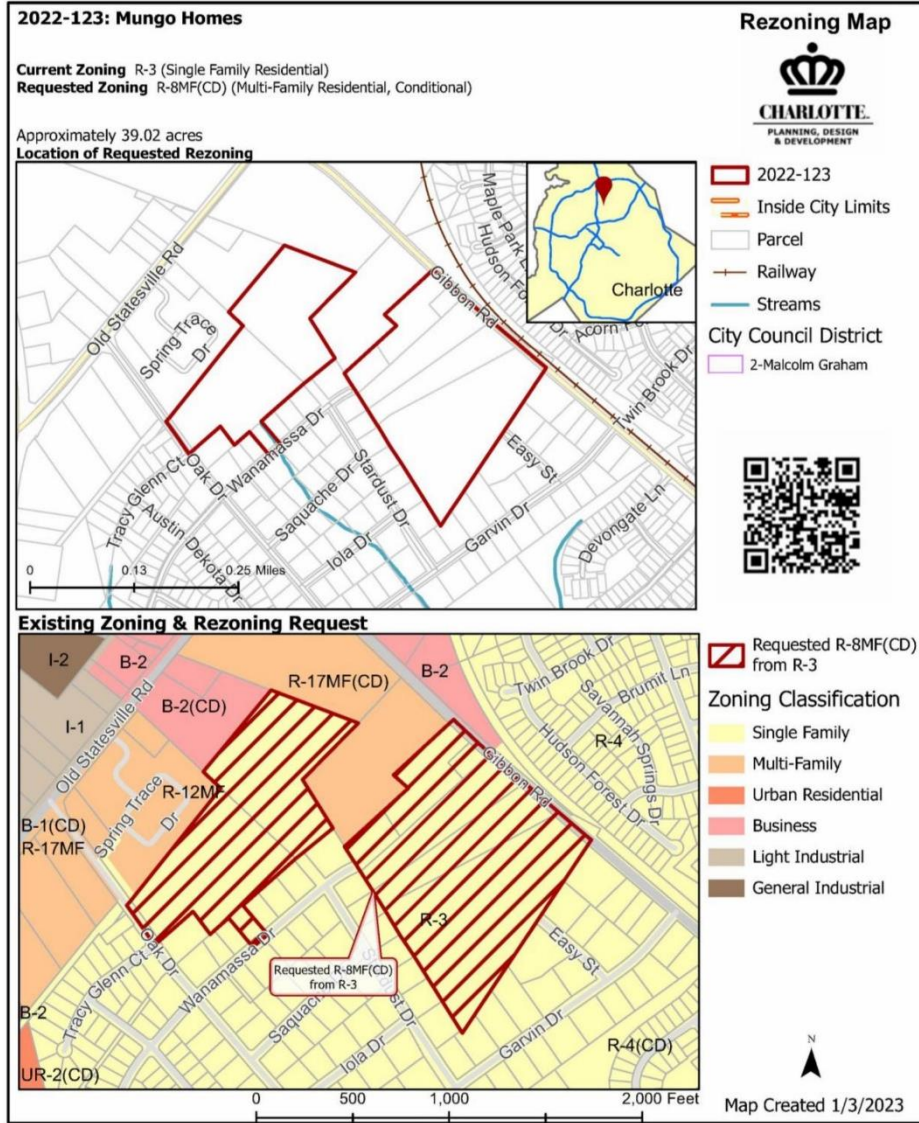 2022-123: Mungo Homes
Current Zoning R-3 (Single Family Residential)
Requested Zoning R-8MF(CD) (Multi-Family Residential, Conditional)
Approximately 39.02 acres
Location of Requested Rezoning
Rezoning Map
CHARLOTTE.
PLANNING, DESIGN
& DEVELOPMENT
2022-123
Inside City Limits
Parcel
Railway
Streams
City Council District
2-Malcolm Graham
Old Statesville Rd
Spring Trace
Dr
Gibbon Rd
Maple Park
Hudson
Dr
Acorn
Twin Brook Dr
Charlotte
Tracy Glenn Ct
Oak Dr
Wanamassa Dr
Austin Dekota Dr
Saquache Dr
Stardust Dr
Iola Dr
Garvin Dr
Easy St
Devongate Ln
0 0.13 0.25 Miles
Existing Zoning & Rezoning Request
I-2
B-2
I-1
B-2(CD)
R-17MF(CD)
B-2
Old Statesville Rd
Spring Trace
Dr
R-12MF
B-1(CD)
R-17MF
Gibbon Rd
Twin Brook Dr
Brumit Ln
Savannah Springs Dr
Hudson Forest Dr
R-4
R-3
Oak Dr
Tracy Glenn Ct
Wanamassa Dr
Requested R-8MF(CD)
from R-3
Dr
Iola Dr
Garvin Dr
Easy St
R-4(CD)
B-2
UR-2(CD)
0 500 1,000 2,000 Feet
Requested R-8MF(CD)
from R-3
Zoning Classification
Single Family
Multi-Family
Urban Residential
Business
Light Industrial
General Industrial
N
Map Created 1/3/2023